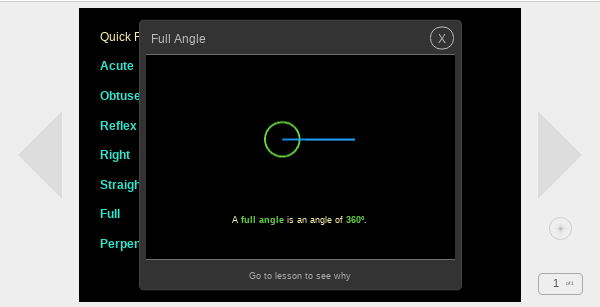 Quick
Full Angle
X
Acute
Obtuse
Reflex
Right
Straigh
Full
Perper
A full angle is an angle of 360º.
Go to lesson to see why
1 of 1